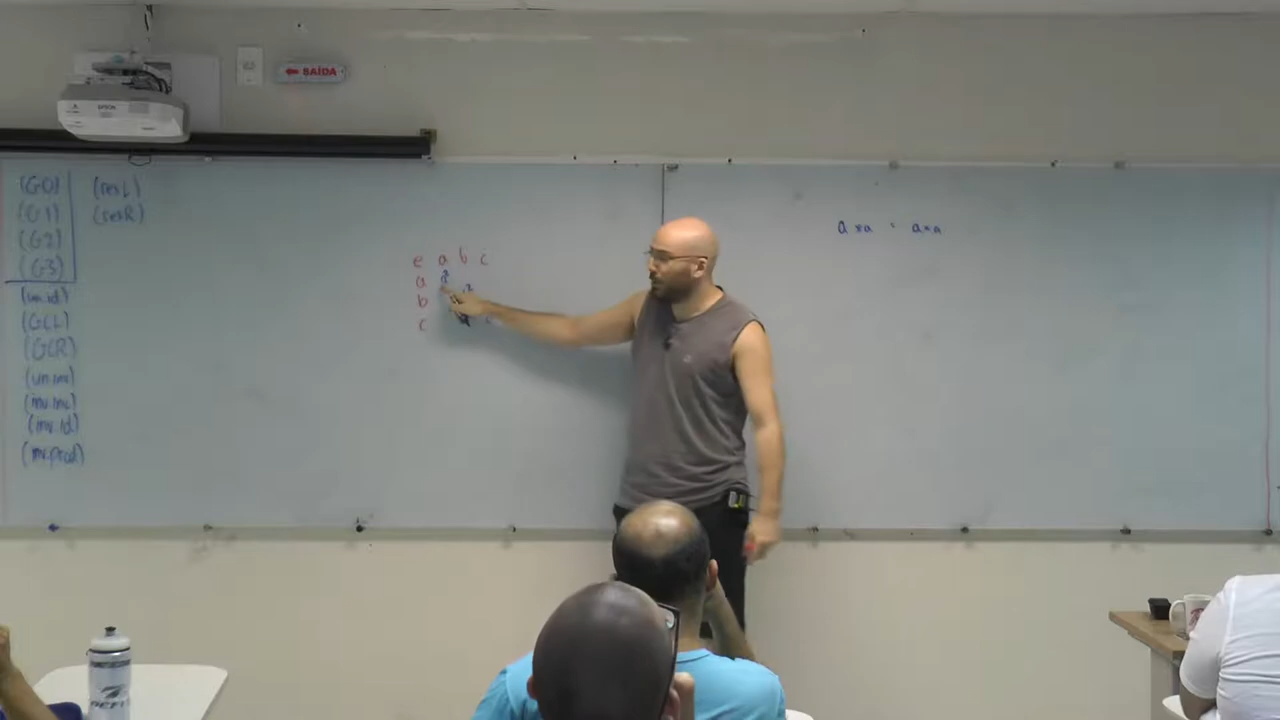 SAÍDA
EPSON
(G0)
(G1)
(G2)
(G3)
(un.id)
(GCL)
(GCR)
(un.inv)
(inv.inv)
(inv.id)
(inv.prod)
(resL)
(resR)
e a b c
a
b
c
a * a = a * a